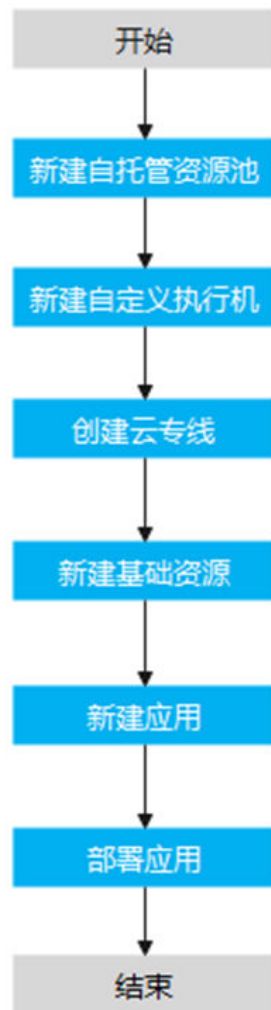 开始
新建自托管资源池
新建自定义执行机
创建云专线
新建基础资源
新建应用
部署应用
结束